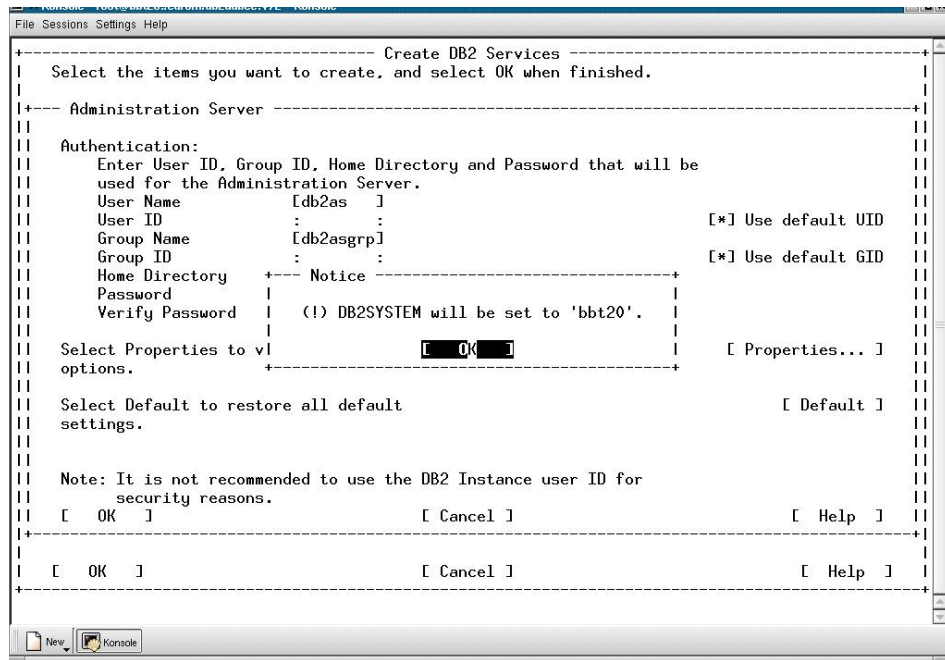 File Sessions Settings Help
Create DB2 Services
Select the items you want to create, and select OK when finished.
Administration Server
Authentication:
Enter User ID, Group ID, Home Directory and Password that will be
used for the Administration Server.
User Name [db2as ]
User ID : : [*] Use default UID
Group Name [db2asgrp]
Group ID : : [*] Use default GID
Home Directory +--- Notice ---+
Password
Verify Password (!) DB2SYSTEM will be set to 'bbt20'.
Select Properties to v [ OK ] [ Properties... ]
options.
Select Default to restore all default [ Default ]
settings.
Note: It is not recommended to use the DB2 Instance user ID for
security reasons.
[ OK ] [ Cancel ] [ Help ]
[ OK ] [ Cancel ] [ Help ]
New Konsole